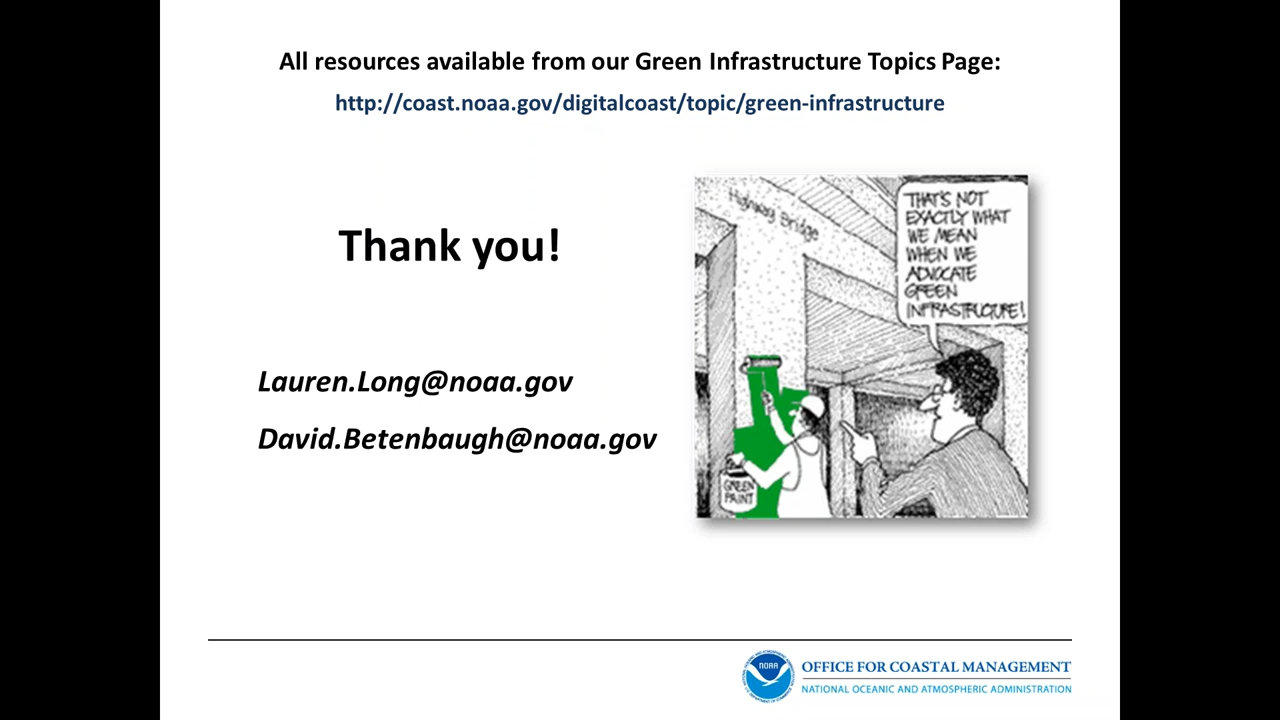 All resources available from our Green Infrastructure Topics Page:
http://coast.noaa.gov/digitalcoast/topic/green-infrastructure
Thank you!
Lauren.Long@noaa.gov
David.Betenbaugh@noaa.gov
Highway Bridge
THAT'S NOT
EXACTLY WHAT
WE MEAN
WHEN WE
ADVOCATE
GREEN
INFRASTRUCTURE!
GREEN
PAINT
NOAA
OFFICE FOR COASTAL MANAGEMENT
NATIONAL OCEANIC AND ATMOSPHERIC ADMINISTRATION